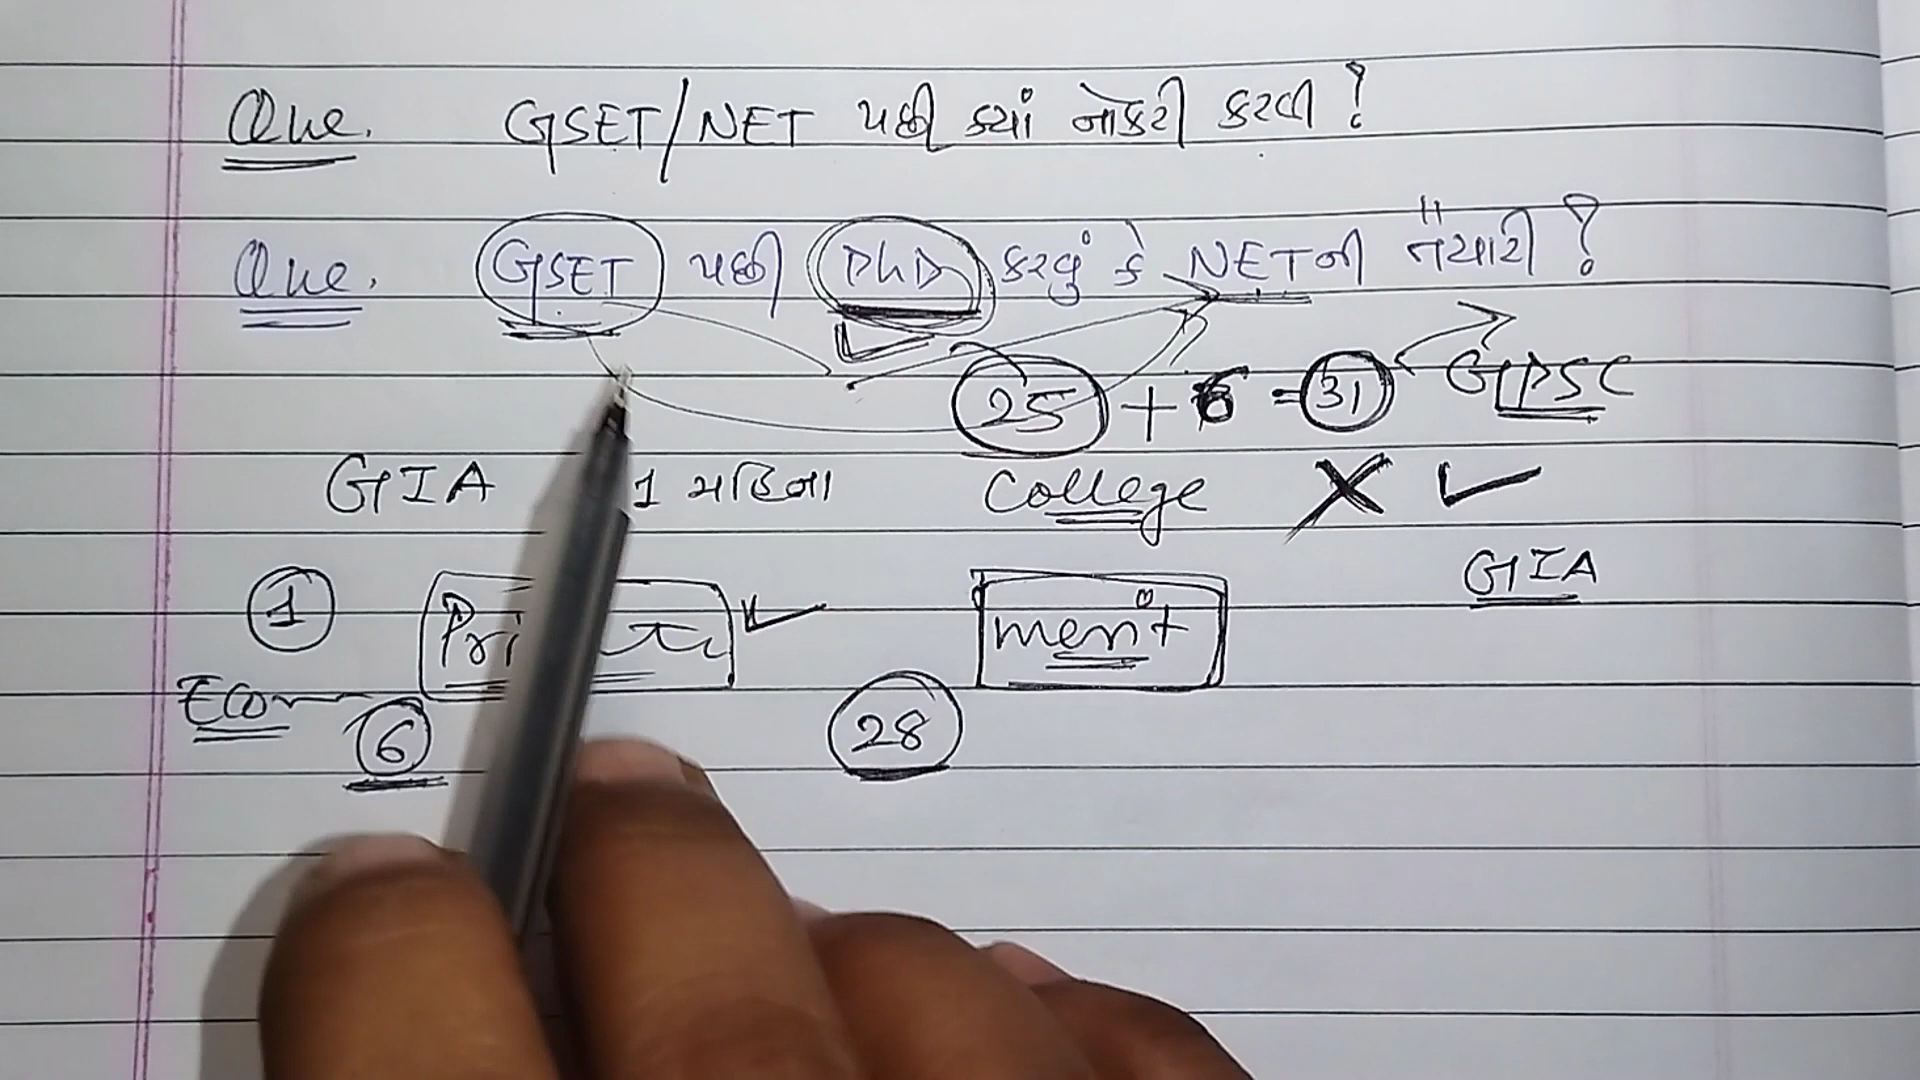 Que. GSET/NET પછી ક્યાં નોકરી કરવી?
Que. GSET પછી PhD કરવું કે NETની તૈયારી?
25 + 6 = 31 GPSC
GIA 1 મહિના College X ✓
GIA
1 ✓ merit
Econ
6 28